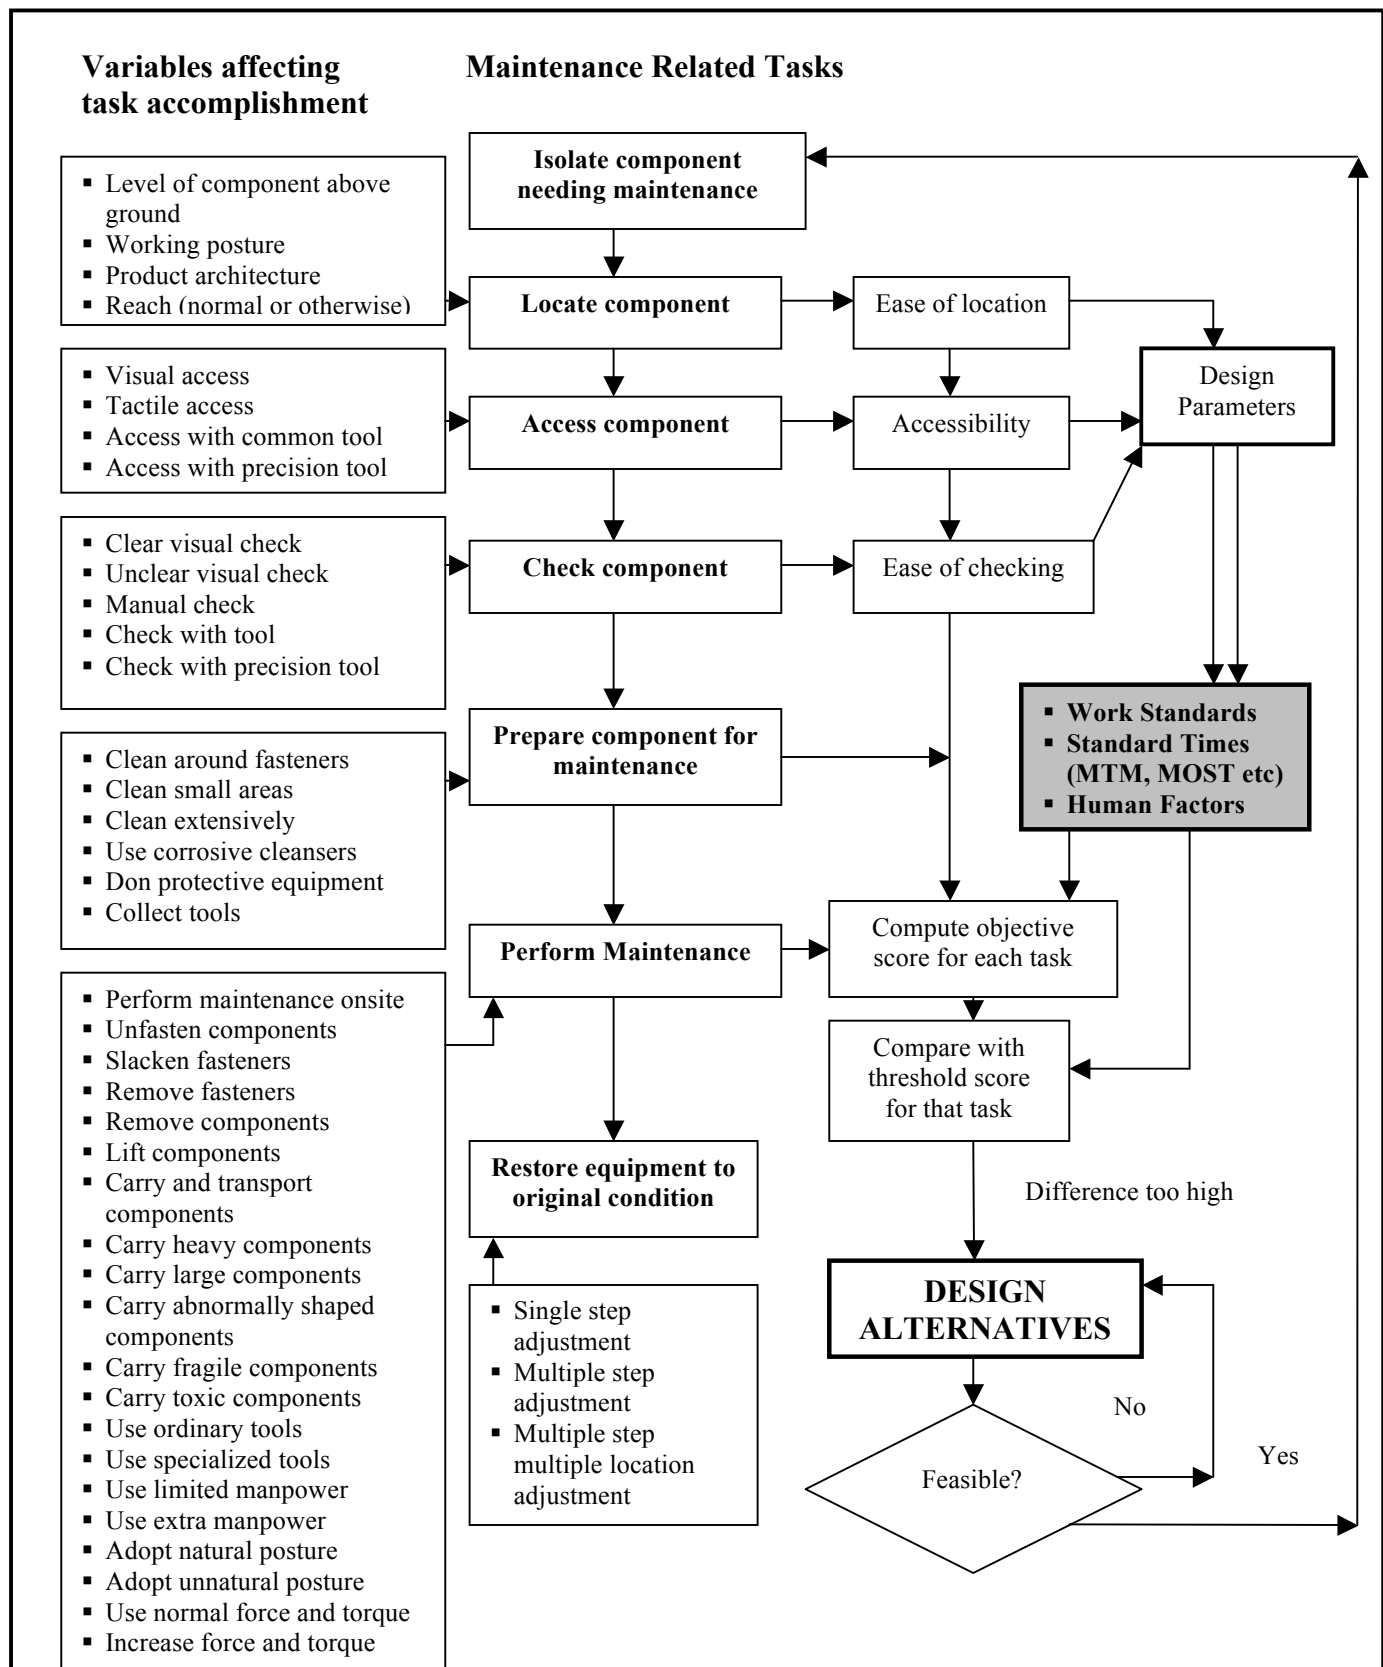 Variables affecting
task accomplishment
Maintenance Related Tasks
Isolate component
needing maintenance
▪ Level of component above
ground
▪ Working posture
▪ Product architecture
▪ Reach (normal or otherwise)
Locate component
Ease of location
Design
Parameters
▪ Visual access
▪ Tactile access
▪ Access with common tool
▪ Access with precision tool
Access component
Accessibility
▪ Clear visual check
▪ Unclear visual check
▪ Manual check
▪ Check with tool
▪ Check with precision tool
Check component
Ease of checking
▪ Work Standards
▪ Standard Times
(MTM, MOST etc)
▪ Human Factors
▪ Clean around fasteners
▪ Clean small areas
▪ Clean extensively
▪ Use corrosive cleansers
▪ Don protective equipment
▪ Collect tools
Prepare component for
maintenance
Perform Maintenance
Compute objective
score for each task
▪ Perform maintenance onsite
▪ Unfasten components
▪ Slacken fasteners
▪ Remove fasteners
▪ Remove components
▪ Lift components
▪ Carry and transport
components
▪ Carry heavy components
▪ Carry large components
▪ Carry abnormally shaped
components
▪ Carry fragile components
▪ Carry toxic components
▪ Use ordinary tools
▪ Use specialized tools
▪ Use limited manpower
▪ Use extra manpower
▪ Adopt natural posture
▪ Adopt unnatural posture
▪ Use normal force and torque
▪ Increase force and torque
Compare with
threshold score
for that task
Restore equipment to
original condition
Difference too high
▪ Single step
adjustment
▪ Multiple step
adjustment
▪ Multiple step
multiple location
adjustment
DESIGN
ALTERNATIVES
No
Yes
Feasible?